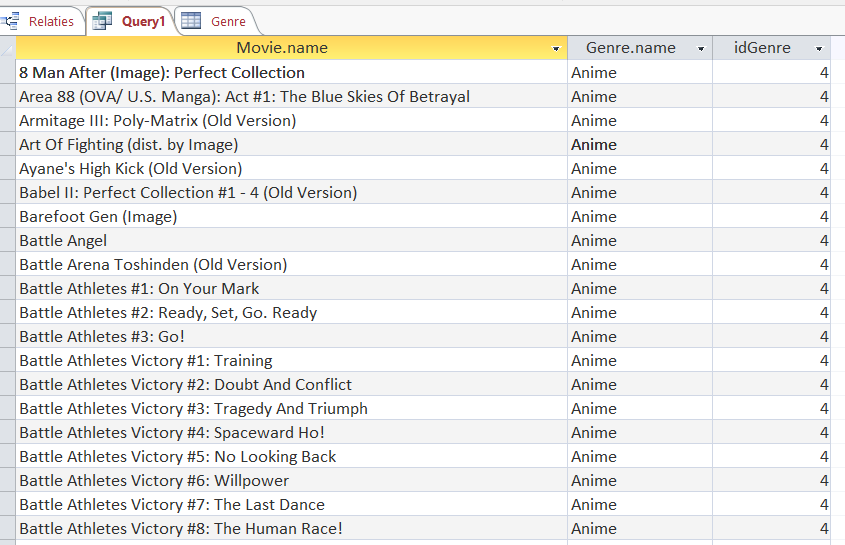 Relaties Query1 Genre
Movie.name Genre.name idGenre
8 Man After (Image): Perfect Collection Anime 4
Area 88 (OVA/ U.S. Manga): Act #1: The Blue Skies Of Betrayal Anime 4
Armitage III: Poly-Matrix (Old Version) Anime 4
Art Of Fighting (dist. by Image) Anime 4
Ayane's High Kick (Old Version) Anime 4
Babel II: Perfect Collection #1 - 4 (Old Version) Anime 4
Barefoot Gen (Image) Anime 4
Battle Angel Anime 4
Battle Arena Toshinden (Old Version) Anime 4
Battle Athletes #1: On Your Mark Anime 4
Battle Athletes #2: Ready, Set, Go. Ready Anime 4
Battle Athletes #3: Go! Anime 4
Battle Athletes Victory #1: Training Anime 4
Battle Athletes Victory #2: Doubt And Conflict Anime 4
Battle Athletes Victory #3: Tragedy And Triumph Anime 4
Battle Athletes Victory #4: Spaceward Ho! Anime 4
Battle Athletes Victory #5: No Looking Back Anime 4
Battle Athletes Victory #6: Willpower Anime 4
Battle Athletes Victory #7: The Last Dance Anime 4
Battle Athletes Victory #8: The Human Race! Anime 4